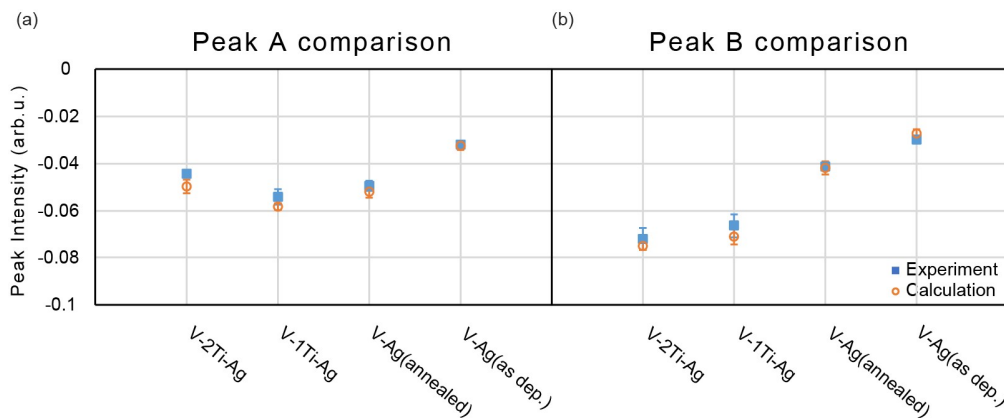 (a)
(b)
Peak A comparison
Peak B comparison
Peak Intensity (arb.u.)
0
-0.02
-0.04
-0.06
-0.08
-0.1
Experiment
Calculation
V-2Ti-Ag
V-1Ti-Ag
V-Ag(annealed)
V-Ag(as dep.)
V-2Ti-Ag
V-1Ti-Ag
V-Ag(annealed)
V-Ag(as dep.)